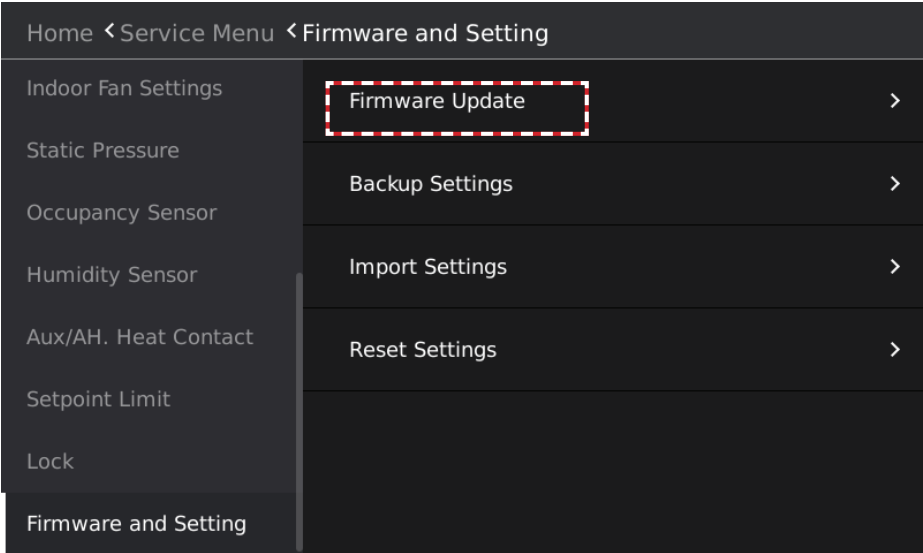 Home < Service Menu < Firmware and Setting
Indoor Fan Settings
Static Pressure
Occupancy Sensor
Humidity Sensor
Aux/AH. Heat Contact
Setpoint Limit
Lock
Firmware and Setting
Firmware Update >
Backup Settings >
Import Settings >
Reset Settings >